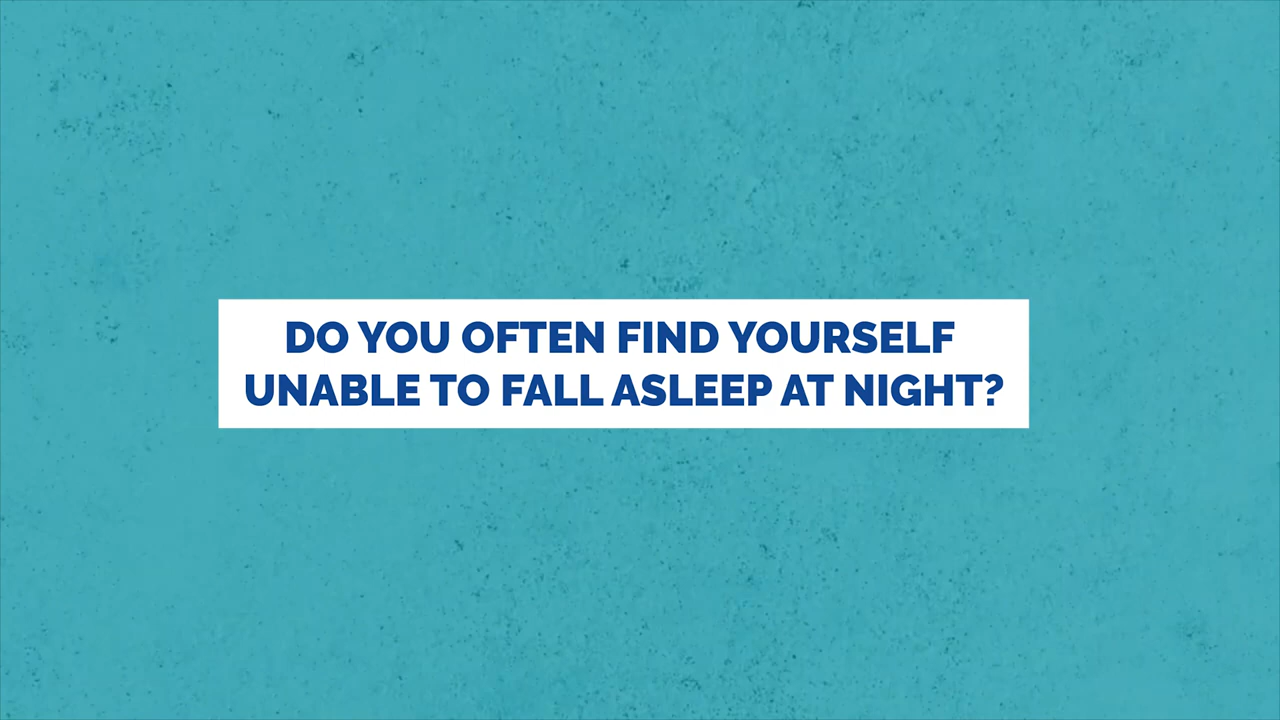 DO YOU OFTEN FIND YOURSELF
UNABLE TO FALL ASLEEP AT NIGHT?